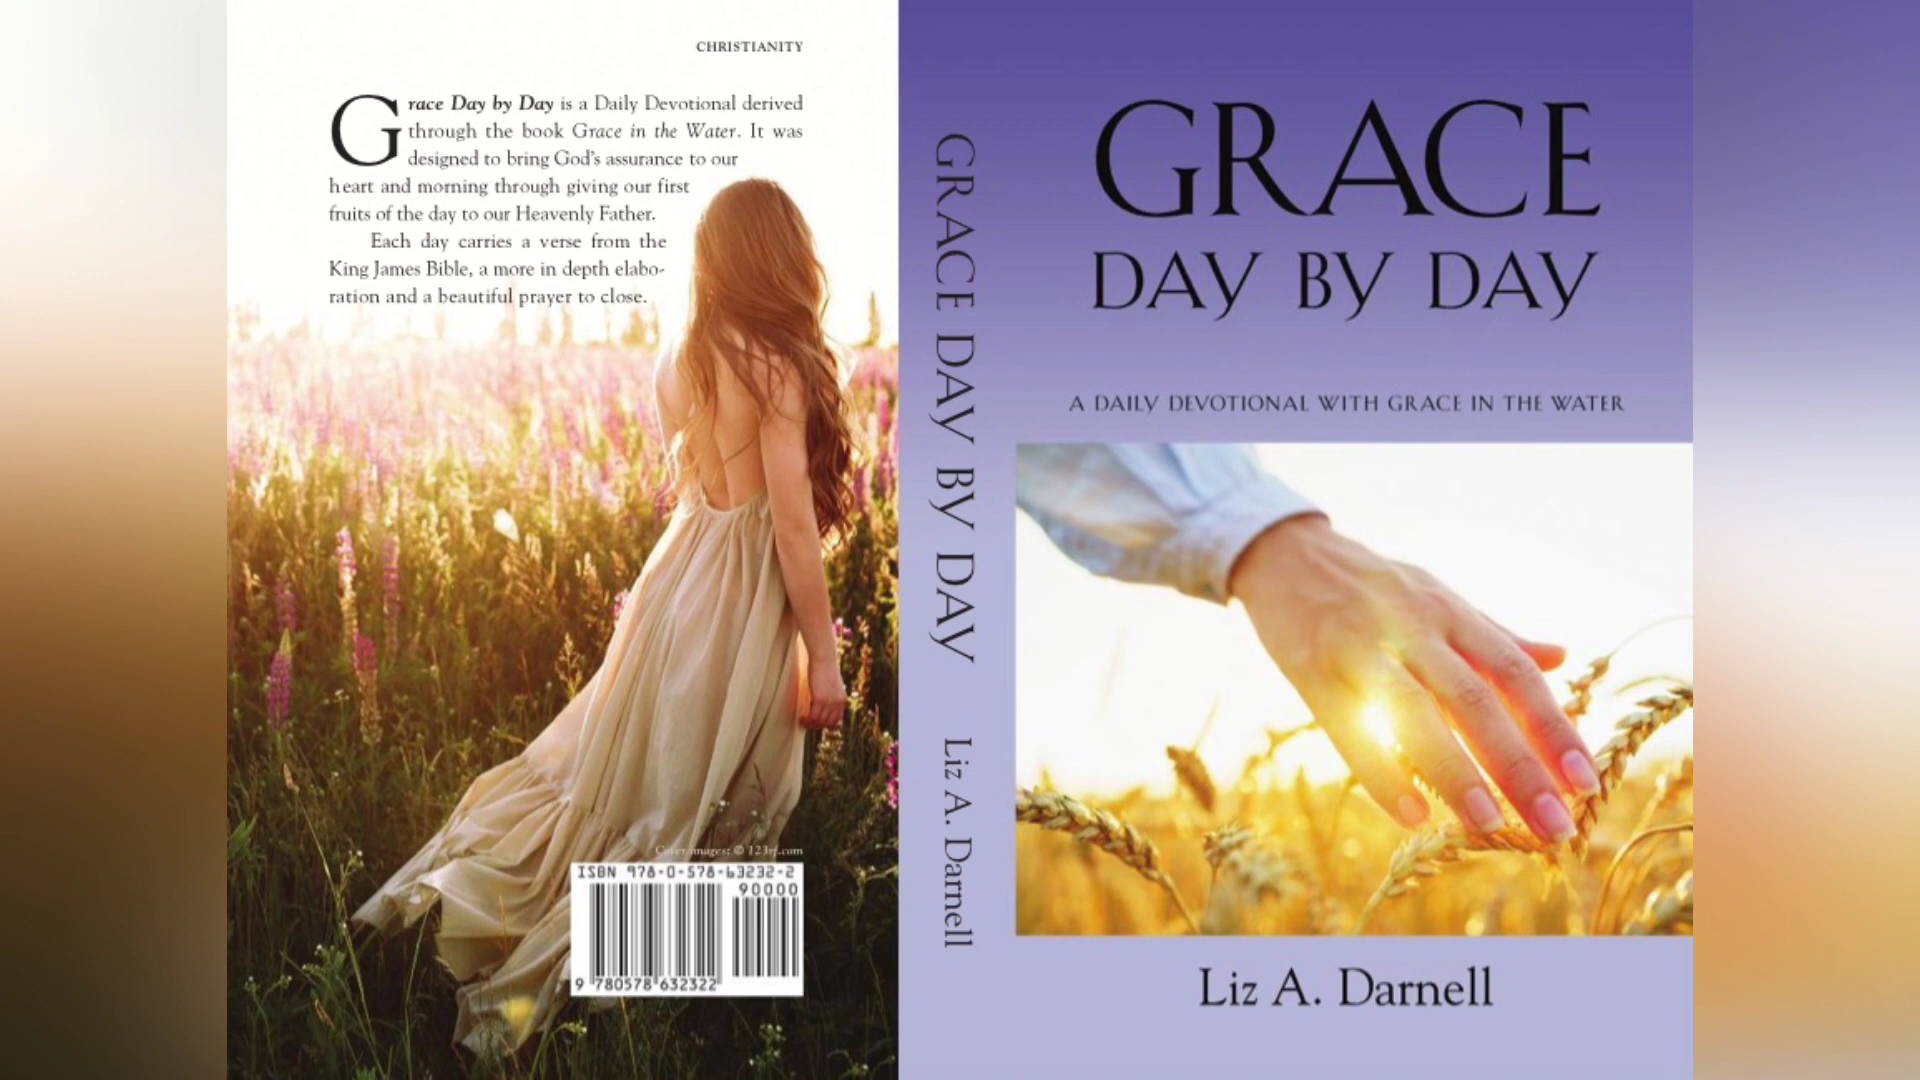 CHRISTIANITY
Grace Day by Day is a Daily Devotional derived
through the book Grace in the Water. It was
designed to bring God's assurance to our
heart and morning through giving our first
fruits of the day to our Heavenly Father.
Each day carries a verse from the
King James Bible, a more in depth elabo-
ration and a beautiful prayer to close.
Cover images: © 123rf.com
ISBN 978-0-578-63232-2
90000
9 780578 632322
GRACE DAY BY DAY Liz A. Darnell
GRACE
DAY BY DAY
A DAILY DEVOTIONAL WITH GRACE IN THE WATER
Liz A. Darnell